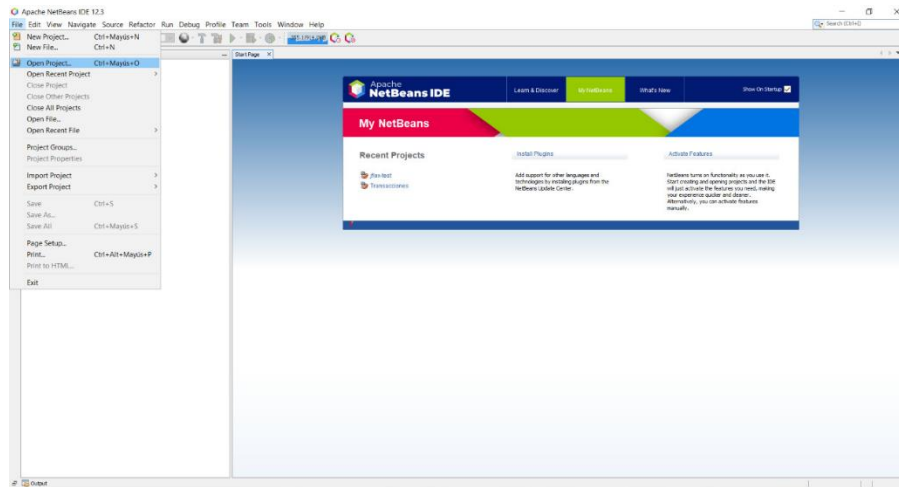 Apache NetBeans IDE 12.3
File Edit View Navigate Source Refactor Run Debug Profile Team Tools Window Help
Search (Ctrl+I)
New Project... Ctrl+Mayús+N
New File... Ctrl+N
Open Project... Ctrl+Mayús+O
Open Recent Project
Close Project
Close Other Projects
Close All Projects
Open File...
Open Recent File
Project Groups...
Project Properties
Import Project
Export Project
Save Ctrl+S
Save As...
Save All Ctrl+Mayús+S
Page Setup...
Print... Ctrl+Alt+Mayús+P
Print to HTML...
Exit
Start Page
Apache
NetBeans IDE
Learn & Discover
My NetBeans
What's New
Show On Startup
My NetBeans
Recent Projects
Transacciones
Install Plugins
Add support for other languages and
technologies by installing plugins from the
NetBeans Update Center.
Activate Features
NetBeans turns on functionality as you use it.
Start creating and opening projects and the IDE
will just activate the features you need, making
your experience quicker and cleaner.
Alternatively, you can activate features
manually.
Output